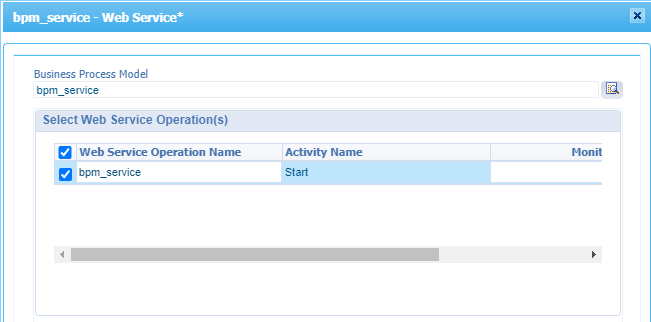 bpm_service - Web Service*
Business Process Model
bpm_service
Select Web Service Operation(s)
Web Service Operation Name Activity Name Monit
bpm_service Start